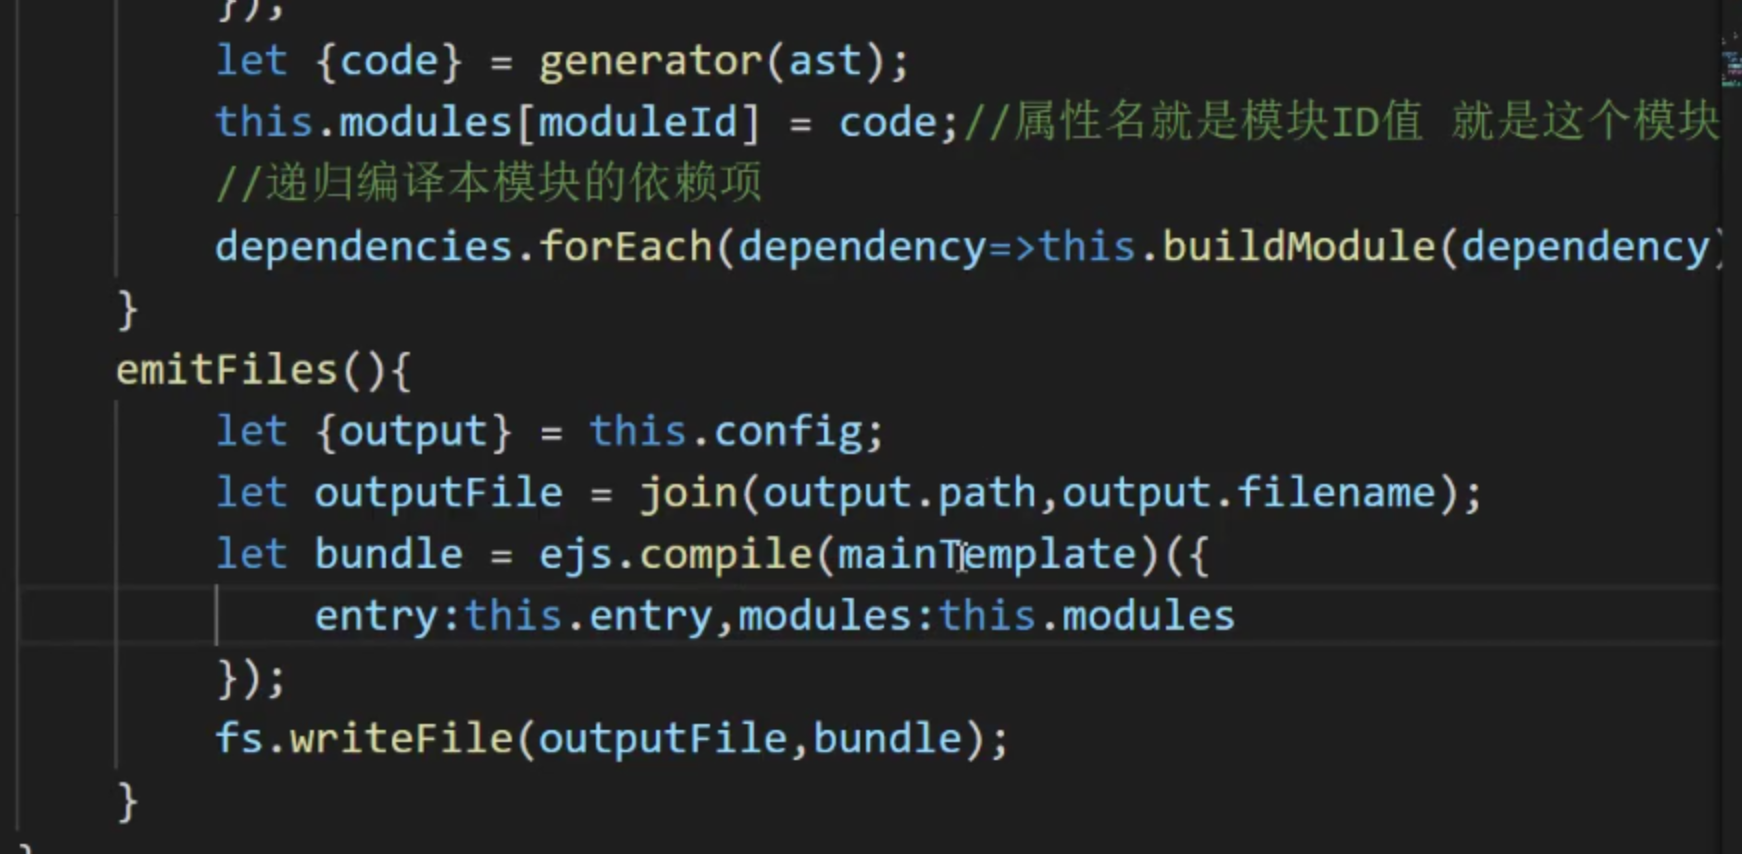 });
let {code} = generator(ast);
this.modules[moduleId] = code;//属性名就是模块ID值 就是这个模块
//递归编译本模块的依赖项
dependencies.forEach(dependency=>this.buildModule(dependency)
}
emitFiles(){
let {output} = this.config;
let outputFile = join(output.path,output.filename);
let bundle = ejs.compile(mainTemplate)({
entry:this.entry,modules:this.modules
});
fs.writeFile(outputFile,bundle);
}
}